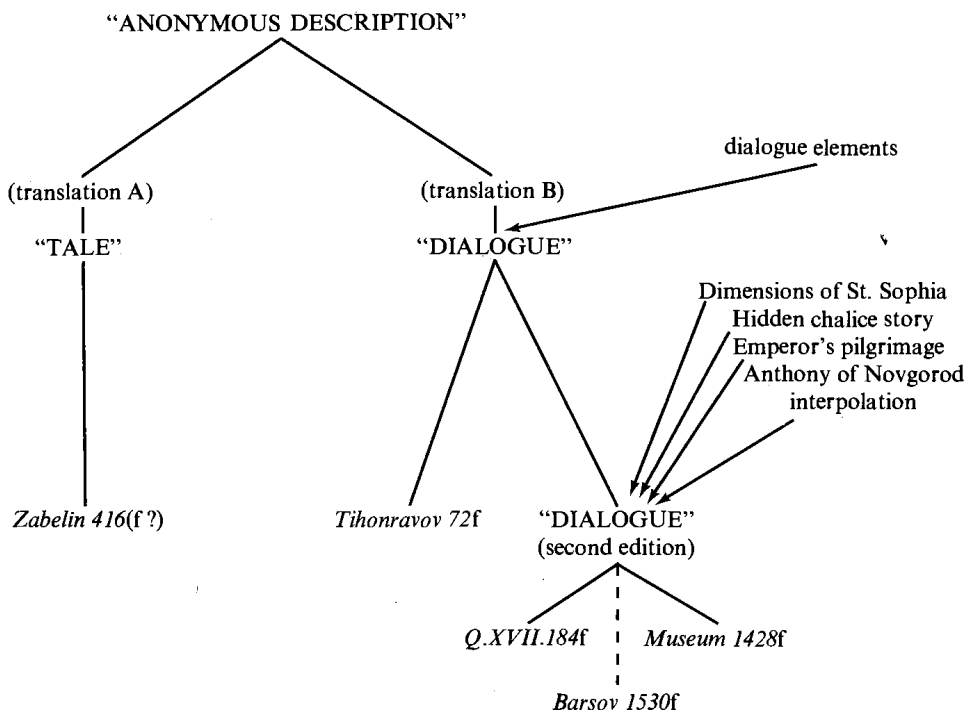 “ANONYMOUS DESCRIPTION”
dialogue elements
(translation A)
(translation B)
“TALE”
“DIALOGUE”
Dimensions of St. Sophia
Hidden chalice story
Emperor’s pilgrimage
Anthony of Novgorod
interpolation
Zabelin 416(f ?)
Tihonravov 72f
“DIALOGUE”
(second edition)
Q.XVII.184f
Museum 1428f
Barsov 1530f